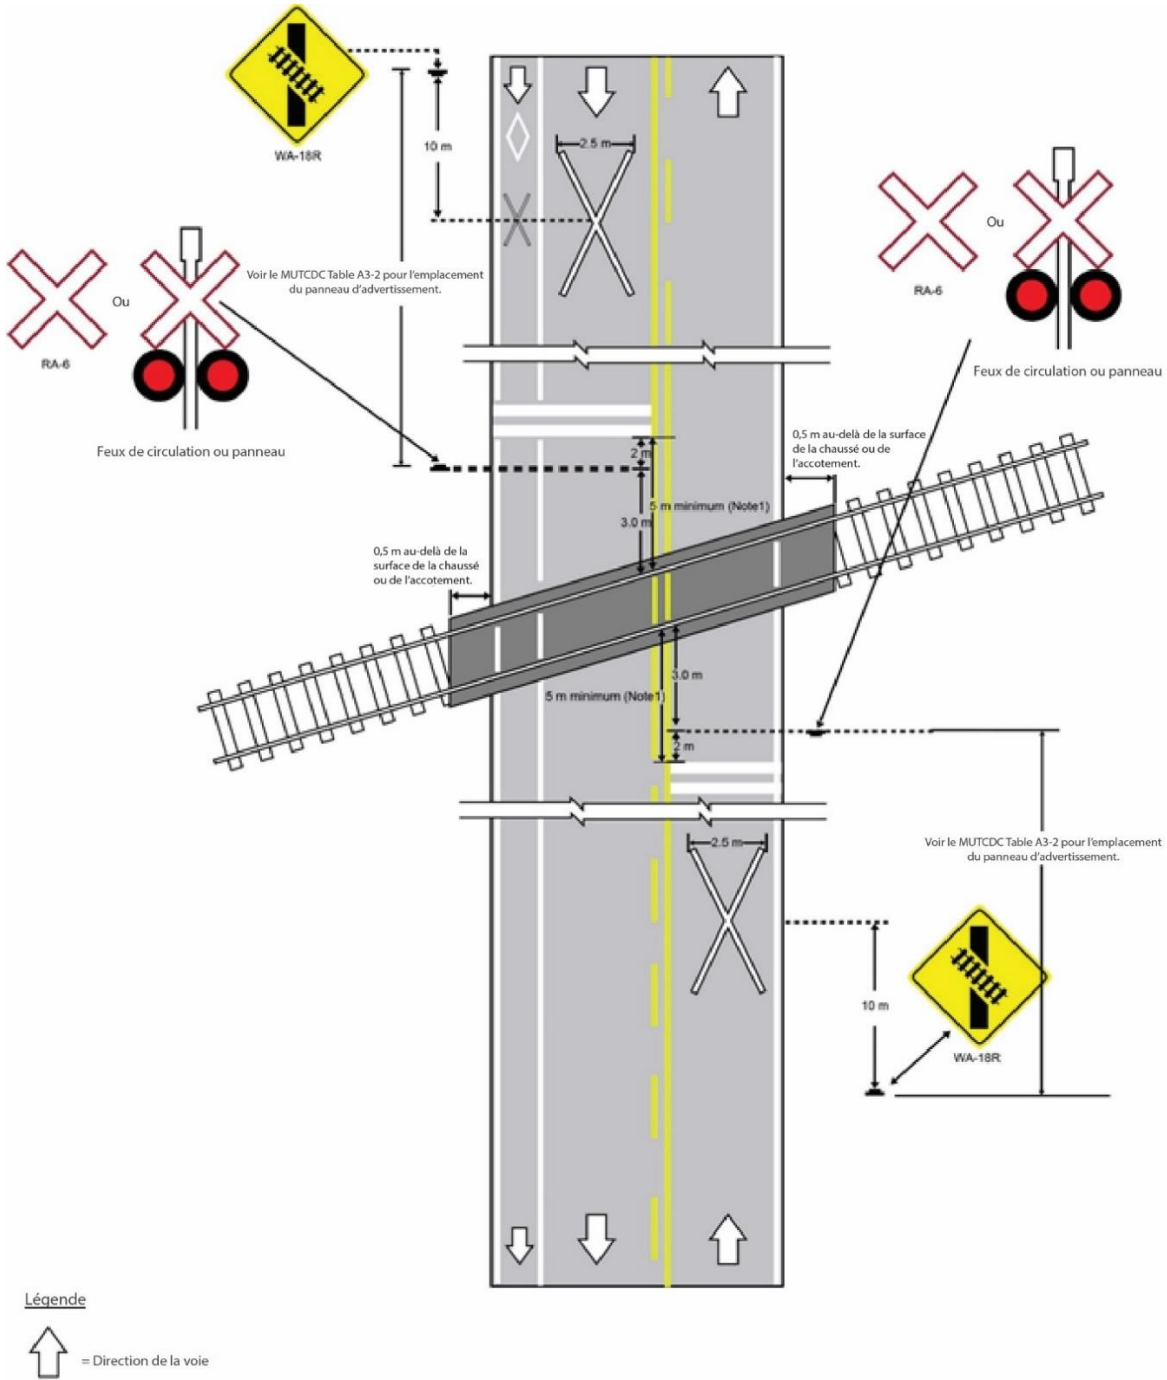 WA-18R
10 m
2.5 m
Voir le MUTCDC Table A3-2 pour l'emplacement
du panneau d'advertissement.
Ou
RA-6
Feux de circulation ou panneau
Ou
RA-6
Feux de circulation ou panneau
0,5 m au-delà de la surface
de la chaussé ou de
l'accotement.
2 m
5 m minimum (Note1)
3.0 m
0,5 m au-delà de la
surface de la chaussé
ou de l'accotement.
3.0 m
5 m minimum (Note1)
2 m
2.5 m
Voir le MUTCDC Table A3-2 pour l'emplacement
du panneau d'advertissement.
10 m
WA-18R
Légende
= Direction de la voie